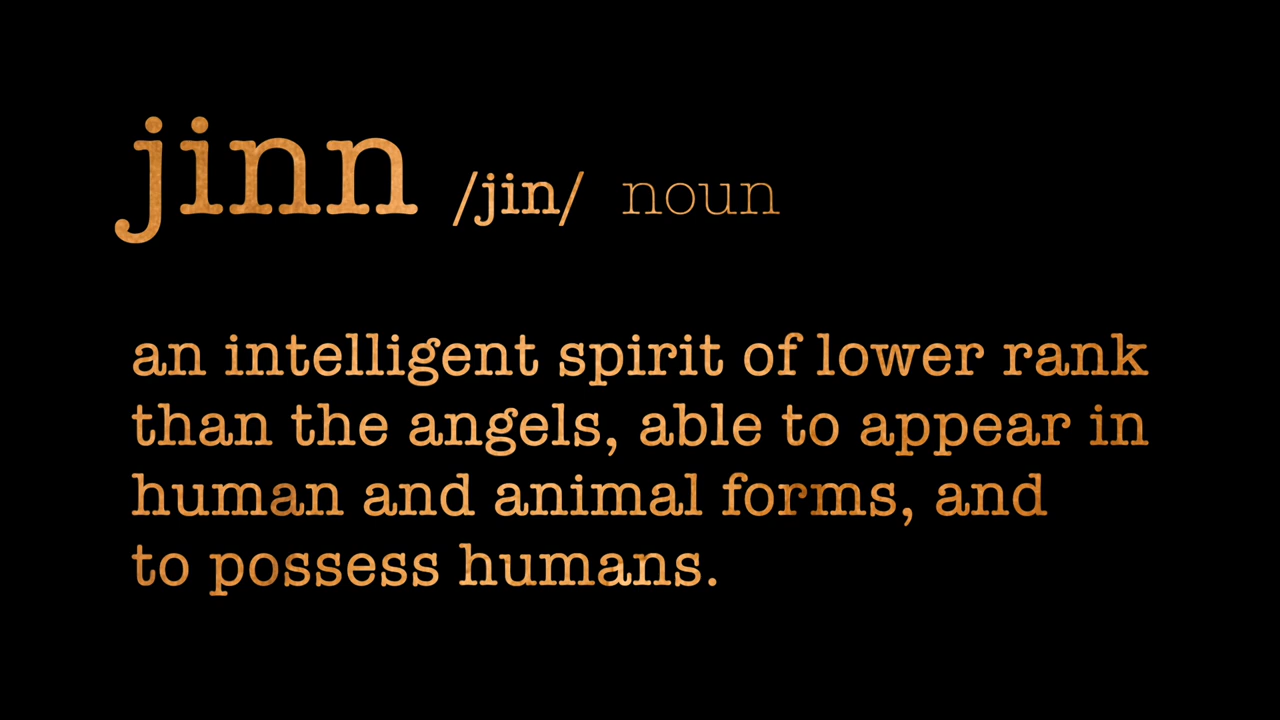 jinn /jin/ noun
an intelligent spirit of lower rank
than the angels, able to appear in
human and animal forms, and
to possess humans.